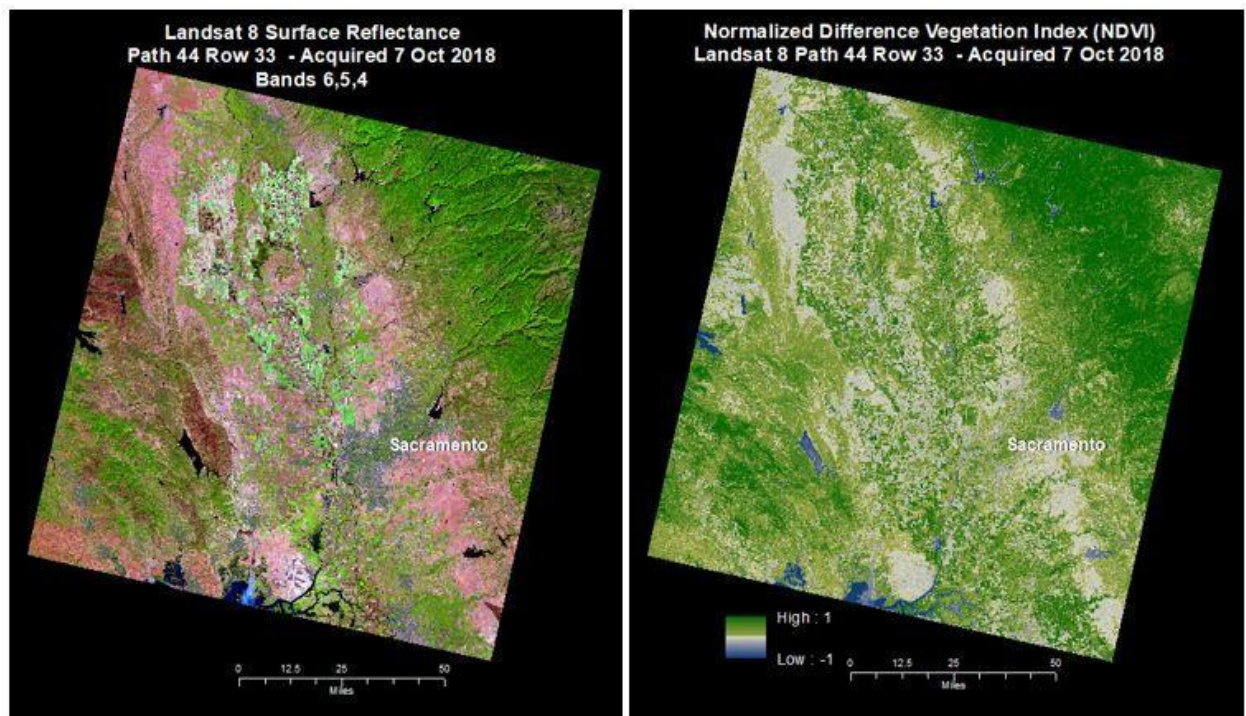 Landsat 8 Surface Reflectance
Path 44 Row 33 - Acquired 7 Oct 2018
Bands 6,5,4
Sacramento
0 12.5 25 50
Miles
Normalized Difference Vegetation Index (NDVI)
Landsat 8 Path 44 Row 33 - Acquired 7 Oct 2018
Sacramento
High : 1
Low : -1
0 12.5 25 50
Miles